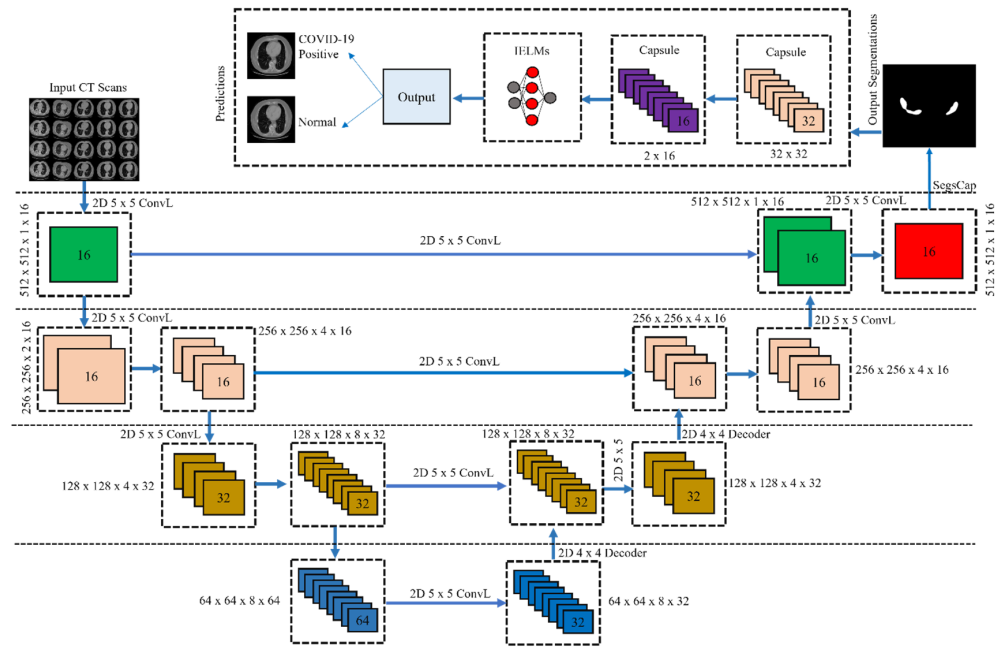 COVID-19
Positive
Normal
Predictions
Output
IELMs
Capsule
16
2 x 16
Capsule
32
32 x 32
Output Segmentations
Input CT Scans
SegsCap
2D 5 x 5 ConvL
512 x 512 x 1 x 16
16
2D 5 x 5 ConvL
512 x 512 x 1 x 16
16
2D 5 x 5 ConvL
16
512 x 512 x 1 x 16
2D 5 x 5 ConvL
256 x 256 x 2 x 16
16
16
256 x 256 x 4 x 16
2D 5 x 5 ConvL
256 x 256 x 4 x 16
16
2D 5 x 5 ConvL
16
256 x 256 x 4 x 16
2D 5 x 5 ConvL
128 x 128 x 4 x 32
32
128 x 128 x 8 x 32
32
2D 5 x 5 ConvL
128 x 128 x 8 x 32
32
2D 5 x 5
2D 4 x 4 Decoder
32
128 x 128 x 4 x 32
64 x 64 x 8 x 64
64
2D 5 x 5 ConvL
2D 4 x 4 Decoder
32
64 x 64 x 8 x 32